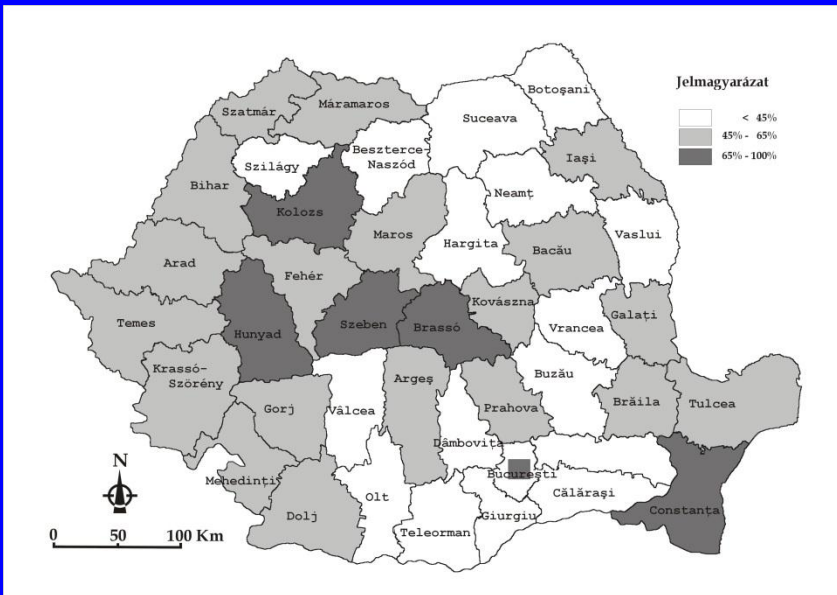 Jelmagyarázat
< 45%
45% - 65%
65% - 100%
Botoşani
Suceava
Szatmár
Máramaros
Beszterce-
Naszód
Szilágy
Iaşi
Bihar
Neamţ
Kolozs
Maros
Hargita
Vaslui
Bacău
Arad
Fehér
Kovászna
Temes
Hunyad
Szeben
Brassó
Vrancea
Galaţi
Krassó-
Szörény
Argeş
Buzău
Gorj
Vâlcea
Prahova
Brăila
Tulcea
Dâmboviţa
N
Mehedinţi
Bucureşti
Olt
Călăraşi
Dolj
Giurgiu
Constanţa
Teleorman
0 50 100 Km